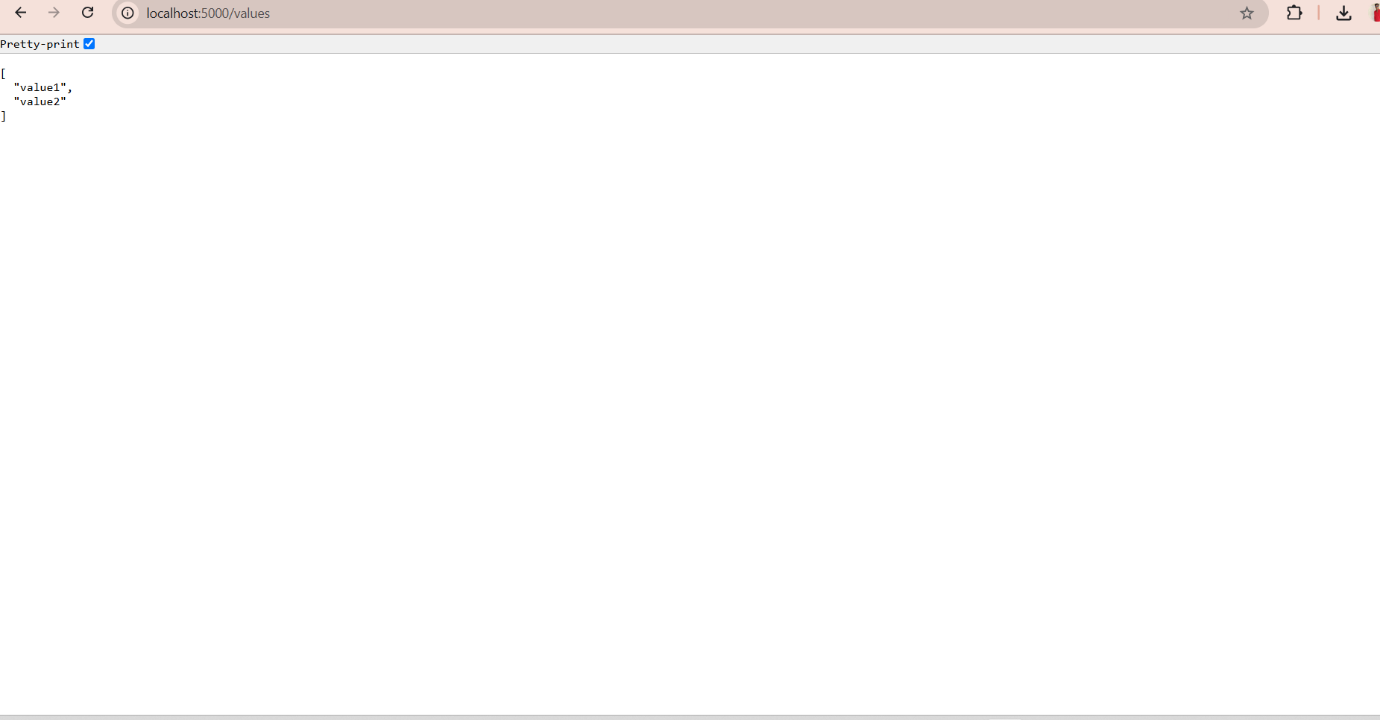 localhost:5000/values
Pretty-print
[
  "value1",
  "value2"
]